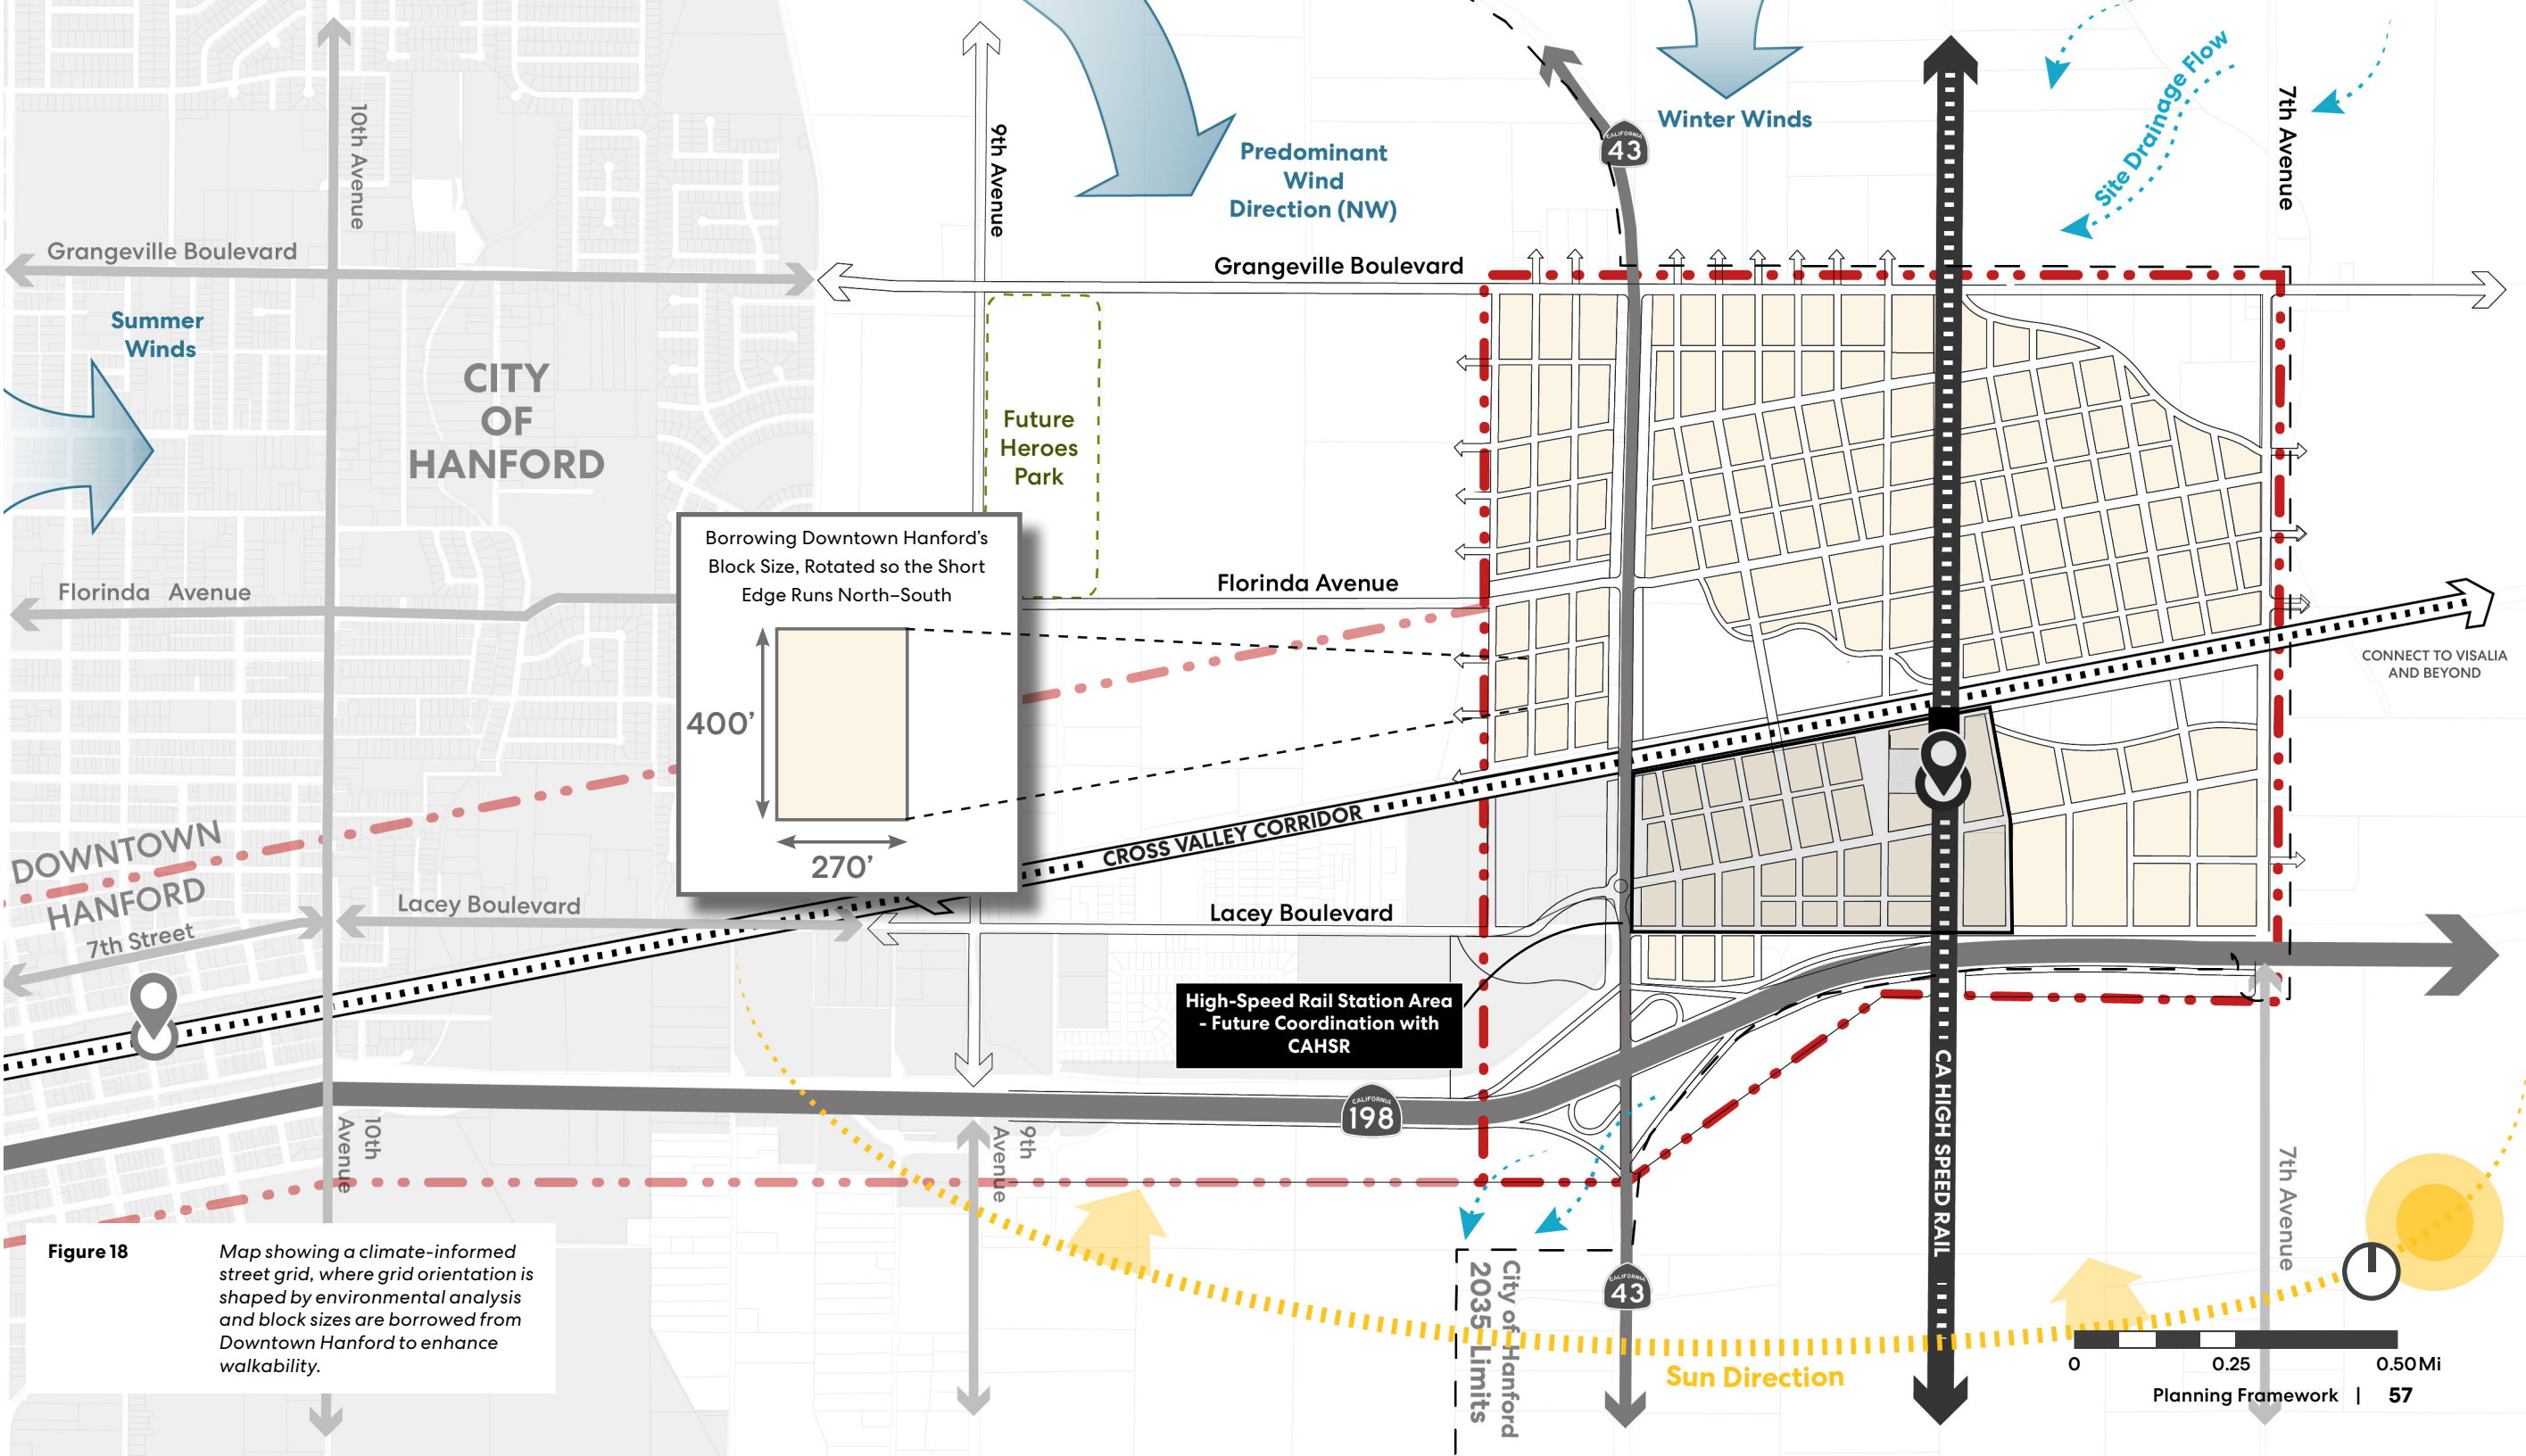 Site Drainage Flow
7th Avenue
10th Avenue
9th Avenue
CALIFORNIA
43
Winter Winds
Predominant
Wind
Direction (NW)
Grangeville Boulevard
Grangeville Boulevard
Summer
Winds
CITY
OF
HANFORD
Future
Heroes
Park
Borrowing Downtown Hanford’s
Block Size, Rotated so the Short
Edge Runs North–South
400’
270’
Florinda Avenue
Florinda Avenue
CONNECT TO VISALIA
AND BEYOND
CROSS VALLEY CORRIDOR
DOWNTOWN
HANFORD
7th Street
Lacey Boulevard
Lacey Boulevard
High-Speed Rail Station Area
- Future Coordination with
CAHSR
CALIFORNIA
198
10th
Avenue
9th
Avenue
CA HIGH SPEED RAIL
7th Avenue
CALIFORNIA
43
City of Hanford
2035 Limits
Sun Direction
Figure 18
Map showing a climate-informed
street grid, where grid orientation is
shaped by environmental analysis
and block sizes are borrowed from
Downtown Hanford to enhance
walkability.
0 0.25 0.50Mi
Planning Framework | 57